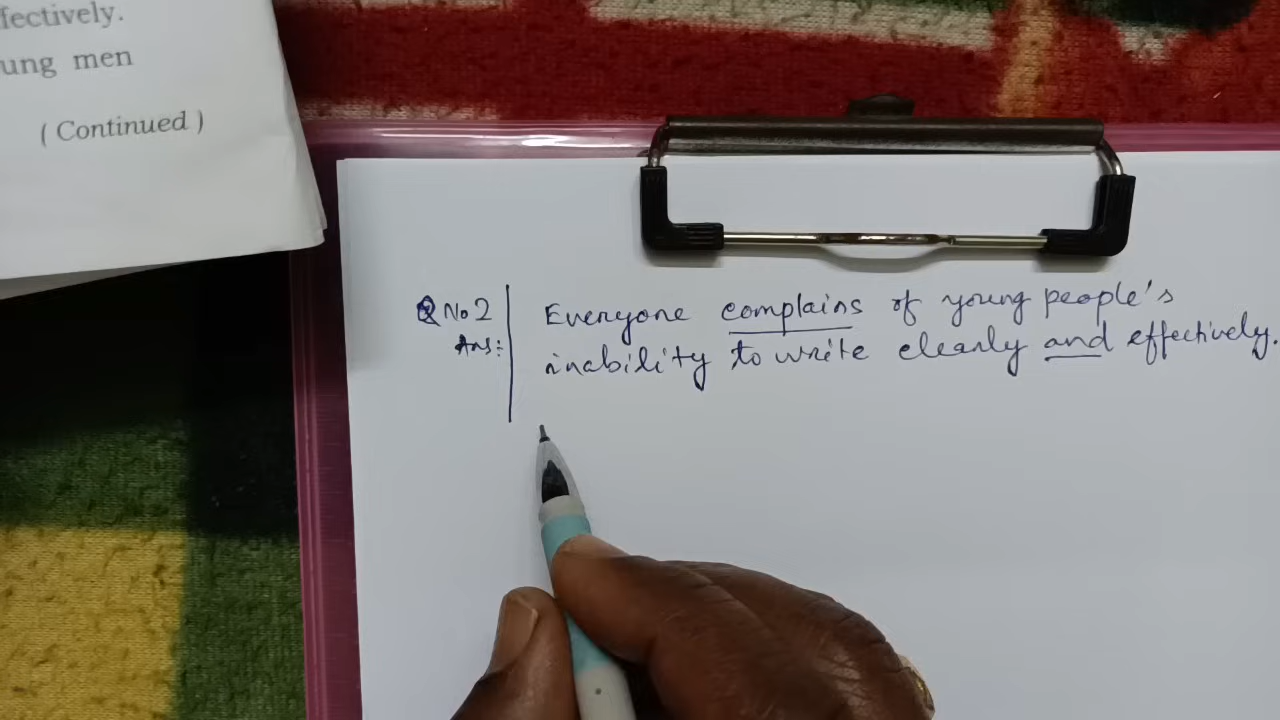 fectively.
ung men
( Continued )
Q No 2
Ans:
Everyone complains of young people's
inability to write clearly and effectively.